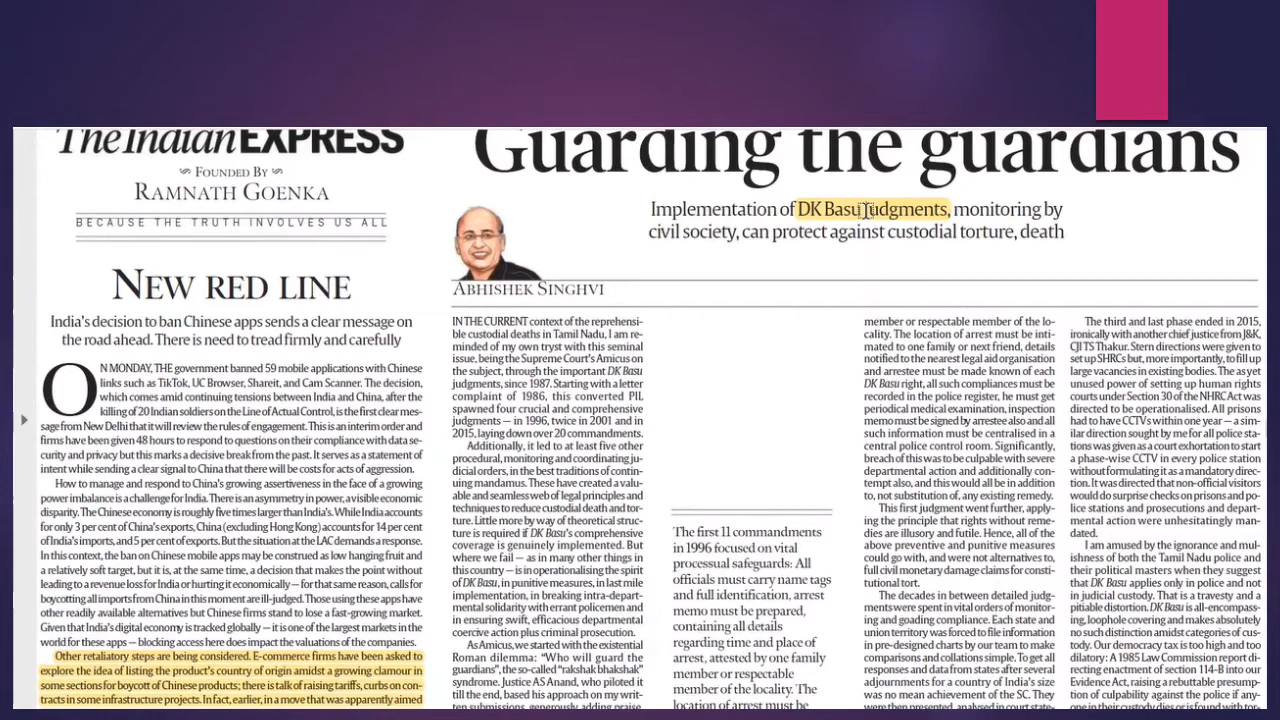 The Indian EXPRESS
FOUNDED BY
RAMNATH GOENKA
BECAUSE THE TRUTH INVOLVES US ALL
NEW RED LINE
India's decision to ban Chinese apps sends a clear message on
the road ahead. There is need to tread firmly and carefully
ON MONDAY, THE government banned 59 mobile applications with Chinese
links such as TikTok, UC Browser, Shareit, and Cam Scanner. The decision,
which comes amid continuing tensions between India and China, after the
killing of 20 Indian soldiers on the Line of Actual Control, is the first clear mes-
sage from New Delhi that it will review the rules of engagement. This is an interim order and
firms have been given 48 hours to respond to questions on their compliance with data se-
curity and privacy but this marks a decisive break from the past. It serves as a statement of
intent while sending a clear signal to China that there will be costs for acts of aggression.
How to manage and respond to China's growing assertiveness in the face of a growing
power imbalance is a challenge for India. There is an asymmetry in power, a visible economic
disparity. The Chinese economy is roughly five times larger than India's. While India accounts
for only 3 per cent of China's exports, China (excluding Hong Kong) accounts for 14 per cent
of India's imports, and 5 per cent of exports. But the situation at the LAC demands a response.
In this context, the ban on Chinese mobile apps may be construed as low hanging fruit and
a relatively soft target, but it is, at the same time, a decision that makes the point without
leading to a revenue loss for India or hurting it economically — for that same reason, calls for
boycotting all imports from China in this moment are ill-judged. Those using these apps have
other readily available alternatives but Chinese firms stand to lose a fast-growing market.
Given that India's digital economy is tracked globally — it is one of the largest markets in the
world for these apps — blocking access here does impact the valuations of the companies.
Other retaliatory steps are being considered. E-commerce firms have been asked to
explore the idea of listing the product's country of origin amidst a growing clamour in
some sections for boycott of Chinese products; there is talk of raising tariffs, curbs on con-
tracts in some infrastructure projects. In fact, earlier, in a move that was apparently aimed
Guarding the guardians
Implementation of DK Basu judgments, monitoring by
civil society, can protect against custodial torture, death
ABHISHEK SINGHVI
IN THE CURRENT context of the reprehensi-
ble custodial deaths in Tamil Nadu, I am re-
minded of my own tryst with this seminal
issue, being the Supreme Court's Amicus on
the subject, through the important DK Basu
judgments, since 1987. Starting with a letter
complaint of 1986, this converted PIL
spawned four crucial and comprehensive
judgments — in 1996, twice in 2001 and in
2015, laying down over 20 commandments.
Additionally, it led to at least five other
procedural, monitoring and coordinating ju-
dicial orders, in the best traditions of contin-
uing mandamus. These have created a valu-
able and seamless web of legal principles and
techniques to reduce custodial death and tor-
ture. Little more by way of theoretical struc-
ture is required if DK Basu's comprehensive
coverage is genuinely implemented. But
where we fail — as in many other things in
this country — is in operationalising the spirit
of DK Basu, in punitive measures, in last mile
implementation, in breaking intra-depart-
mental solidarity with errant policemen and
in ensuring swift, efficacious departmental
coercive action plus criminal prosecution.
As Amicus, we started with the existential
Roman dilemma: "Who will guard the
guardians", the so-called "rakshak bhakshak"
syndrome. Justice AS Anand, who piloted it
till the end, based his approach on my writ-
ten submissions, generously adding praise.
The first 11 commandments
in 1996 focused on vital
processual safeguards: All
officials must carry name tags
and full identification, arrest
memo must be prepared,
containing all details
regarding time and place of
arrest, attested by one family
member or respectable
member of the locality. The
location of arrest must be
member or respectable member of the lo-
cality. The location of arrest must be inti-
mated to one family or next friend, details
notified to the nearest legal aid organisation
and arrestee must be made known of each
DK Basu right, all such compliances must be
recorded in the police register, he must get
periodical medical examination, inspection
memo must be signed by arrestee also and all
such information must be centralised in a
central police control room. Significantly,
breach of this was to be culpable with severe
departmental action and additionally con-
tempt also, and this would all be in addition
to, not substitution of, any existing remedy.
This first judgment went further, apply-
ing the principle that rights without reme-
dies are illusory and futile. Hence, all of the
above preventive and punitive measures
could go with, and were not alternatives to,
full civil monetary damage claims for consti-
tutional tort.
The decades in between detailed judg-
ments were spent in vital orders of monitor-
ing and goading compliance. Each state and
union territory was forced to file information
in pre-designed charts by our team to make
comparisons and collations simple. To get all
responses and data from states after several
adjournments for a country of India's size
was no mean achievement of the SC. They
were then presented, analysed in court state-
The third and last phase ended in 2015,
ironically with another chief justice from J&K,
CJI TS Thakur. Stern directions were given to
set up SHRCs but, more importantly, to fill up
large vacancies in existing bodies. The as yet
unused power of setting up human rights
courts under Section 30 of the NHRC Act was
directed to be operationalised. All prisons
had to have CCTVs within one year — a sim-
ilar direction sought by me for all police sta-
tions was given as a court exhortation to start
a phase-wise CCTV in every police station
without formulating it as a mandatory direc-
tion. It was directed that non-official visitors
would do surprise checks on prisons and po-
lice stations and prosecutions and depart-
mental action were unhesitatingly man-
dated.
I am amused by the ignorance and mul-
ishness of both the Tamil Nadu police and
their political masters when they suggest
that DK Basu applies only in police and not
in judicial custody. That is a travesty and a
pitiable distortion. DK Basu is all-encompass-
ing, loophole covering and makes absolutely
no such distinction amidst categories of cus-
tody. Our democracy tax is too high and too
dilatory: A 1985 Law Commission report di-
recting enactment of section 114-B into our
Evidence Act, raising a rebuttable presump-
tion of culpability against the police if any-
one in their custody dies or is found with tor-